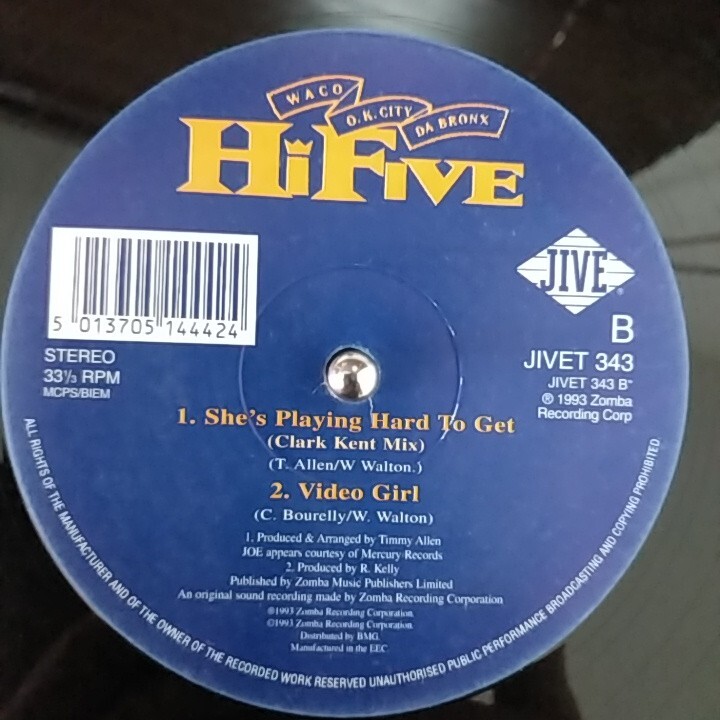 WACO
O.K. CITY
DA BRONX
HiFIVE
JIVE
5 013705 144424
B
STEREO
33⅓ RPM
MCPS/BIEM
JIVET 343
JIVET 343 B"
℗ 1993 Zomba
Recording Corp
1. She's Playing Hard To Get
(Clark Kent Mix)
(T. Allen/W Walton.)
2. Video Girl
(C. Bourelly/W. Walton)
1. Produced & Arranged by Timmy Allen
JOE appears courtesy of Mercury Records
2. Produced by R. Kelly
Published by Zomba Music Publishers Limited
An original sound recording made by Zomba Recording Corporation
℗1993 Zomba Recording Corporation.
©1993 Zomba Recording Corporation.
Distributed by BMG.
Manufactured in the EEC.
ALL RIGHTS OF THE MANUFACTURER AND OF THE OWNER OF THE RECORDED WORK RESERVED UNAUTHORISED PUBLIC PERFORMANCE BROADCASTING AND COPYING PROHIBITED